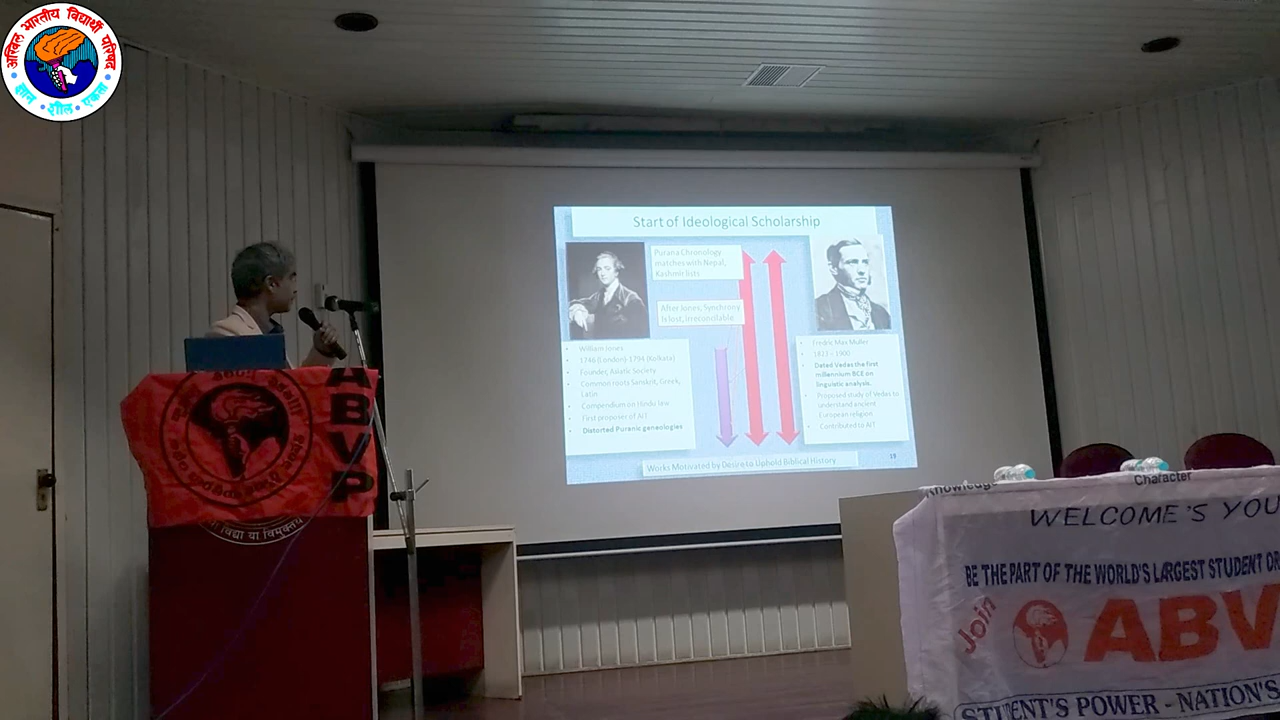 अखिल भारतीय विद्यार्थी परिषद
ज्ञान • शील • एकता
Start of Ideological Scholarship
Purana Chronology
matches with Nepal,
Kashmir lists
After Jones, Synchrony
is lost, irreconcilable
• William Jones
• 1746 (London)- 1794 (Kolkata)
• Founder, Asiatic Society
• Common roots Sanskrit, Greek,
Latin
• Compendium on Hindu law
• First proposer of AIT
• Distorted Puranic geneologies
• Fredric Max Muller
• 1823 – 1900
• Dated Vedas the first
millennium BCE on
linguistic analysis.
• Proposed study of Vedas to
understand ancient
European religion
• Contributed to AIT
Works Motivated by Desire to Uphold Biblical History
19
ABVP
विद्या या विमुक्तये
Knowledge
Character
WELCOME'S YOU
BE THE PART OF THE WORLD'S LARGEST STUDENT
Join
ABV
STUDENT'S POWER - NATION'S